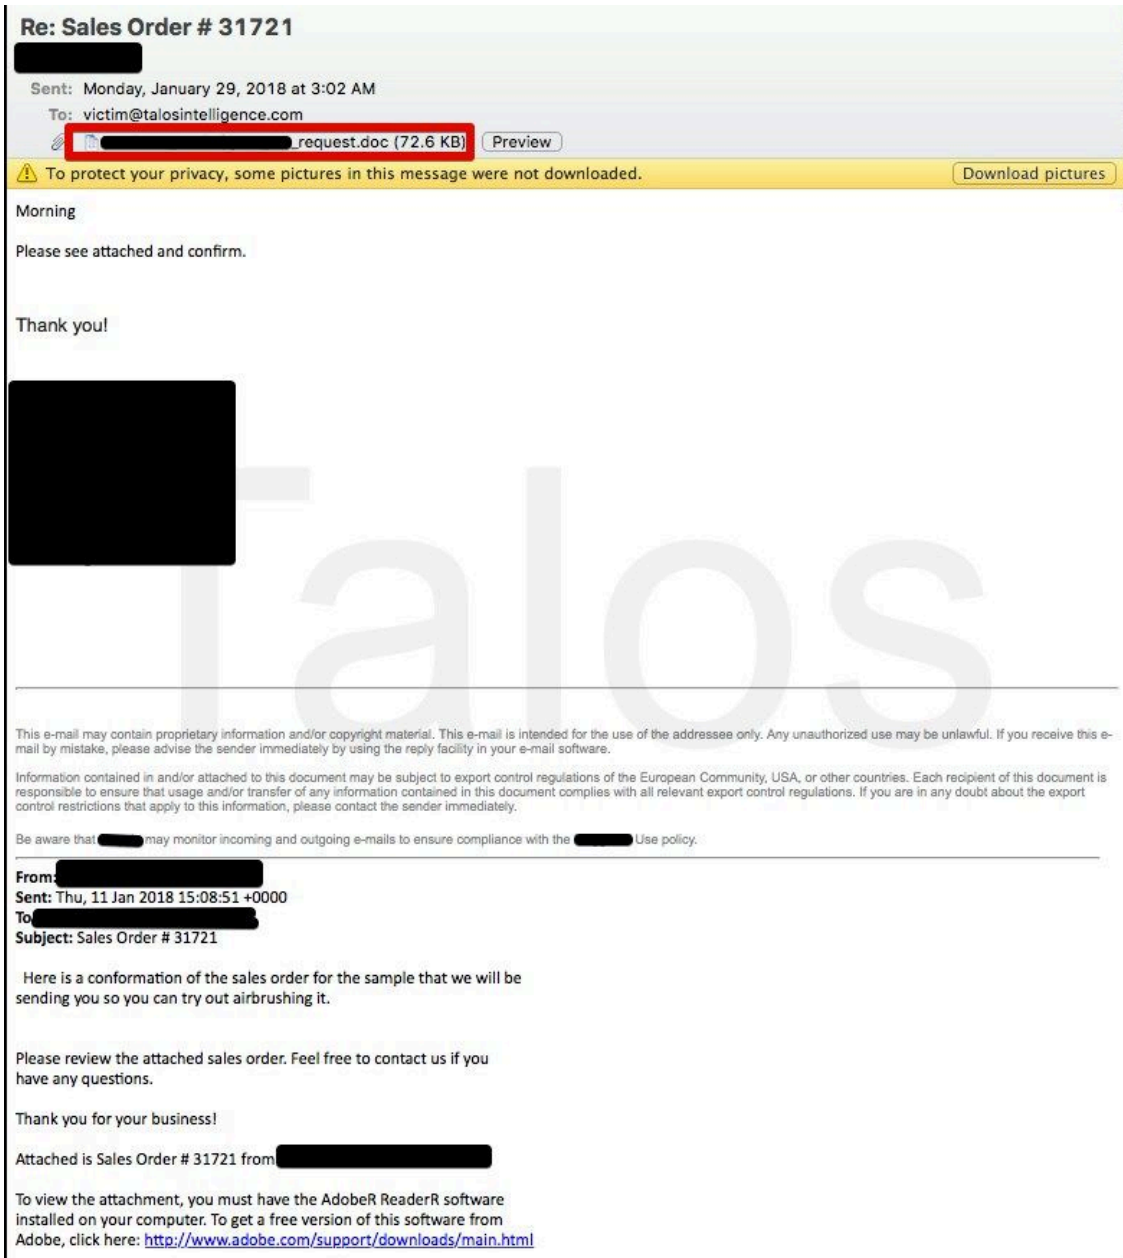 Re: Sales Order # 31721
Sent: Monday, January 29, 2018 at 3:02 AM
To: victim@talosintelligence.com
_request.doc (72.6 KB) Preview
To protect your privacy, some pictures in this message were not downloaded. Download pictures
Morning
Please see attached and confirm.
Thank you!
Talos
This e-mail may contain proprietary information and/or copyright material. This e-mail is intended for the use of the addressee only. Any unauthorized use may be unlawful. If you receive this e-
mail by mistake, please advise the sender immediately by using the reply facility in your e-mail software.
Information contained in and/or attached to this document may be subject to export control regulations of the European Community, USA, or other countries. Each recipient of this document is
responsible to ensure that usage and/or transfer of any information contained in this document complies with all relevant export control regulations. If you are in any doubt about the export
control restrictions that apply to this information, please contact the sender immediately.
Be aware that may monitor incoming and outgoing e-mails to ensure compliance with the Use policy.
From:
Sent: Thu, 11 Jan 2018 15:08:51 +0000
To
Subject: Sales Order # 31721
Here is a conformation of the sales order for the sample that we will be
sending you so you can try out airbrushing it.
Please review the attached sales order. Feel free to contact us if you
have any questions.
Thank you for your business!
Attached is Sales Order # 31721 from
To view the attachment, you must have the AdobeR ReaderR software
installed on your computer. To get a free version of this software from
Adobe, click here: http://www.adobe.com/support/downloads/main.html